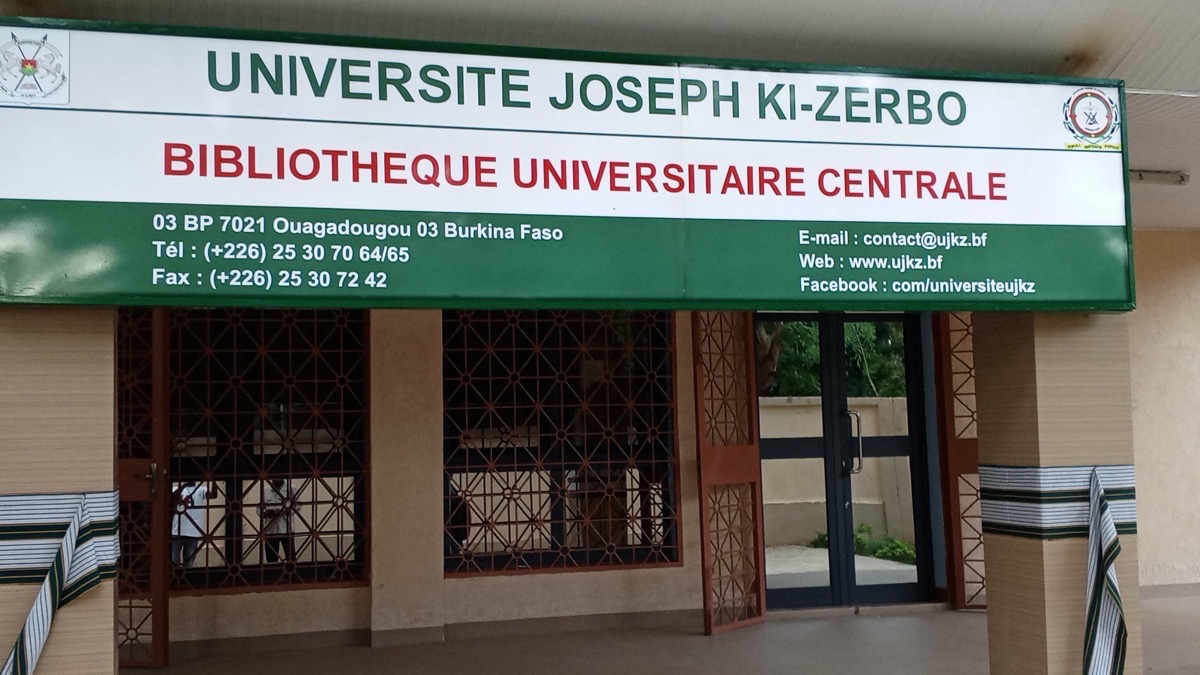 UNIVERSITE JOSEPH KI-ZERBO
BIBLIOTHEQUE UNIVERSITAIRE CENTRALE
03 BP 7021 Ouagadougou 03 Burkina Faso
Tél : (+226) 25 30 70 64/65
Fax : (+226) 25 30 72 42
E-mail : contact@ujkz.bf
Web : www.ujkz.bf
Facebook : com/universiteujkz